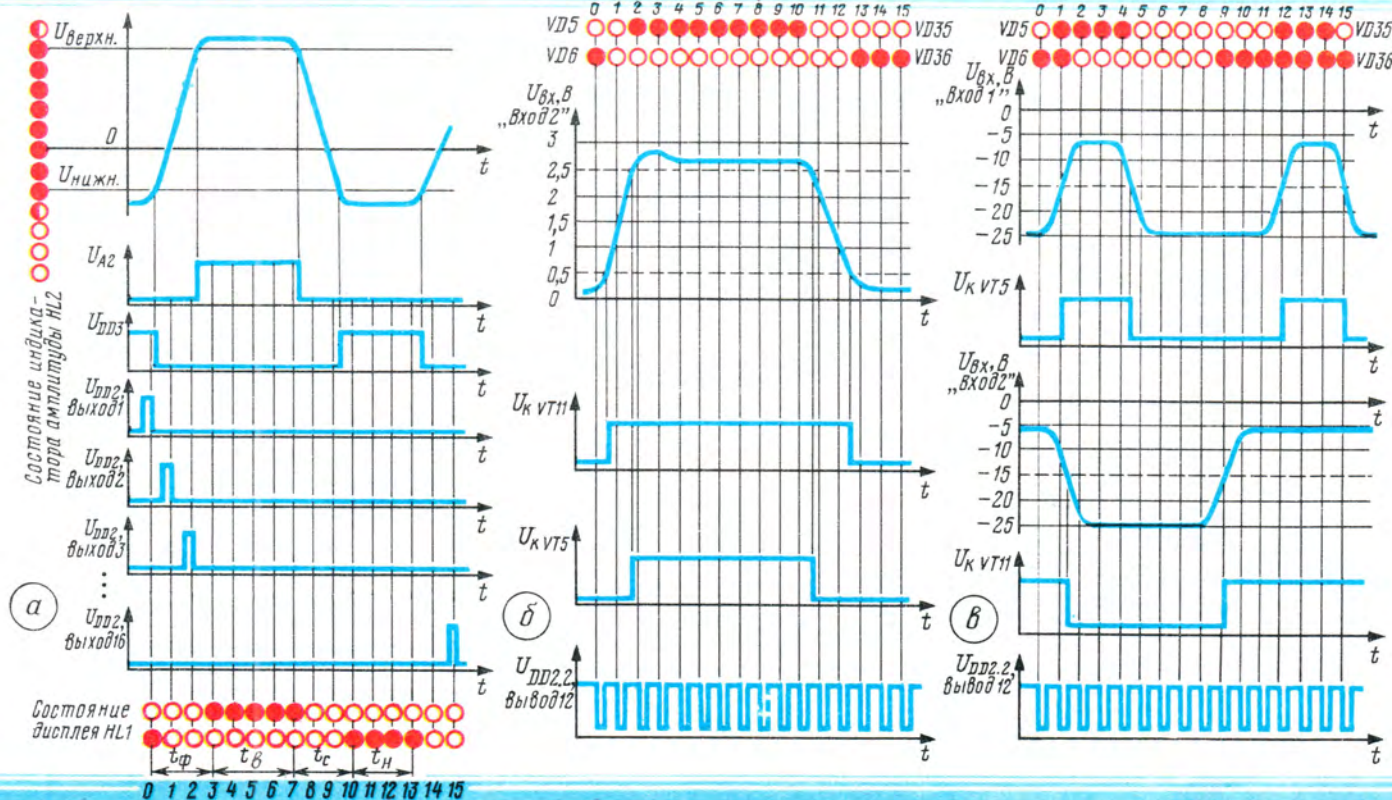 Uверхн.
0
t
Uнижн.
Состояние индика-
тора амплитуды HL2
UA2
t
UDD3
t
UDD2,
выход1
t
UDD2,
выход2
t
UDD2,
выход3
t
а
UDD2,
выход16
t
Состояние
дисплея HL1
tф tв tс tн
0 1 2 3 4 5 6 7 8 9 10 11 12 13 14 15
0 1 2 3 4 5 6 7 8 9 10 11 12 13 14 15
VD5 VD35
VD6 VD36
Uвх, В
„вход2"
3
2,5
2
1,5
1
0,5
0
t
UК VT11
t
UК VT5
t
б
UDD2.2,
вывод12
t
0 1 2 3 4 5 6 7 8 9 10 11 12 13 14 15
VD5 VD35
VD6 VD36
Uвх, В
„вход1"
0
t
-5
-10
-15
-20
-25
UК VT5
t
Uвх, В
„вход2"
0
t
-5
-10
-15
-20
-25
UК VT11
t
в
UDD2.2,
вывод12
t